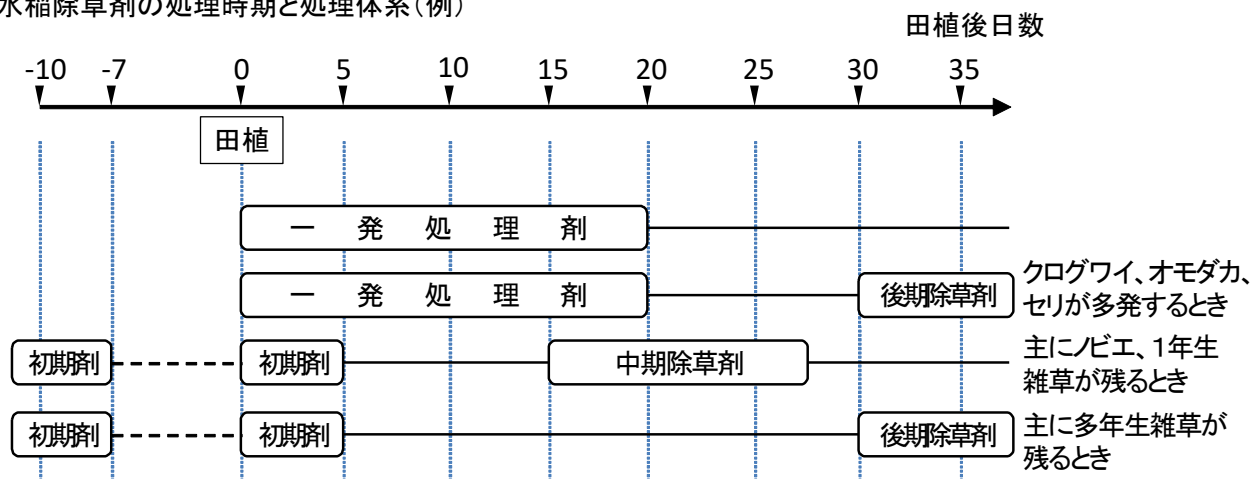 水稲除草剤の処理時期と処理体系(例)
田植後日数
-10 -7 0 5 10 15 20 25 30 35
田植
一発処理剤
一発処理剤 後期除草剤
クログワイ、オモダカ、
セリが多発するとき
初期剤 初期剤 中期除草剤
主にノビエ、1年生
雑草が残るとき
初期剤 初期剤 後期除草剤
主に多年生雑草が
残るとき